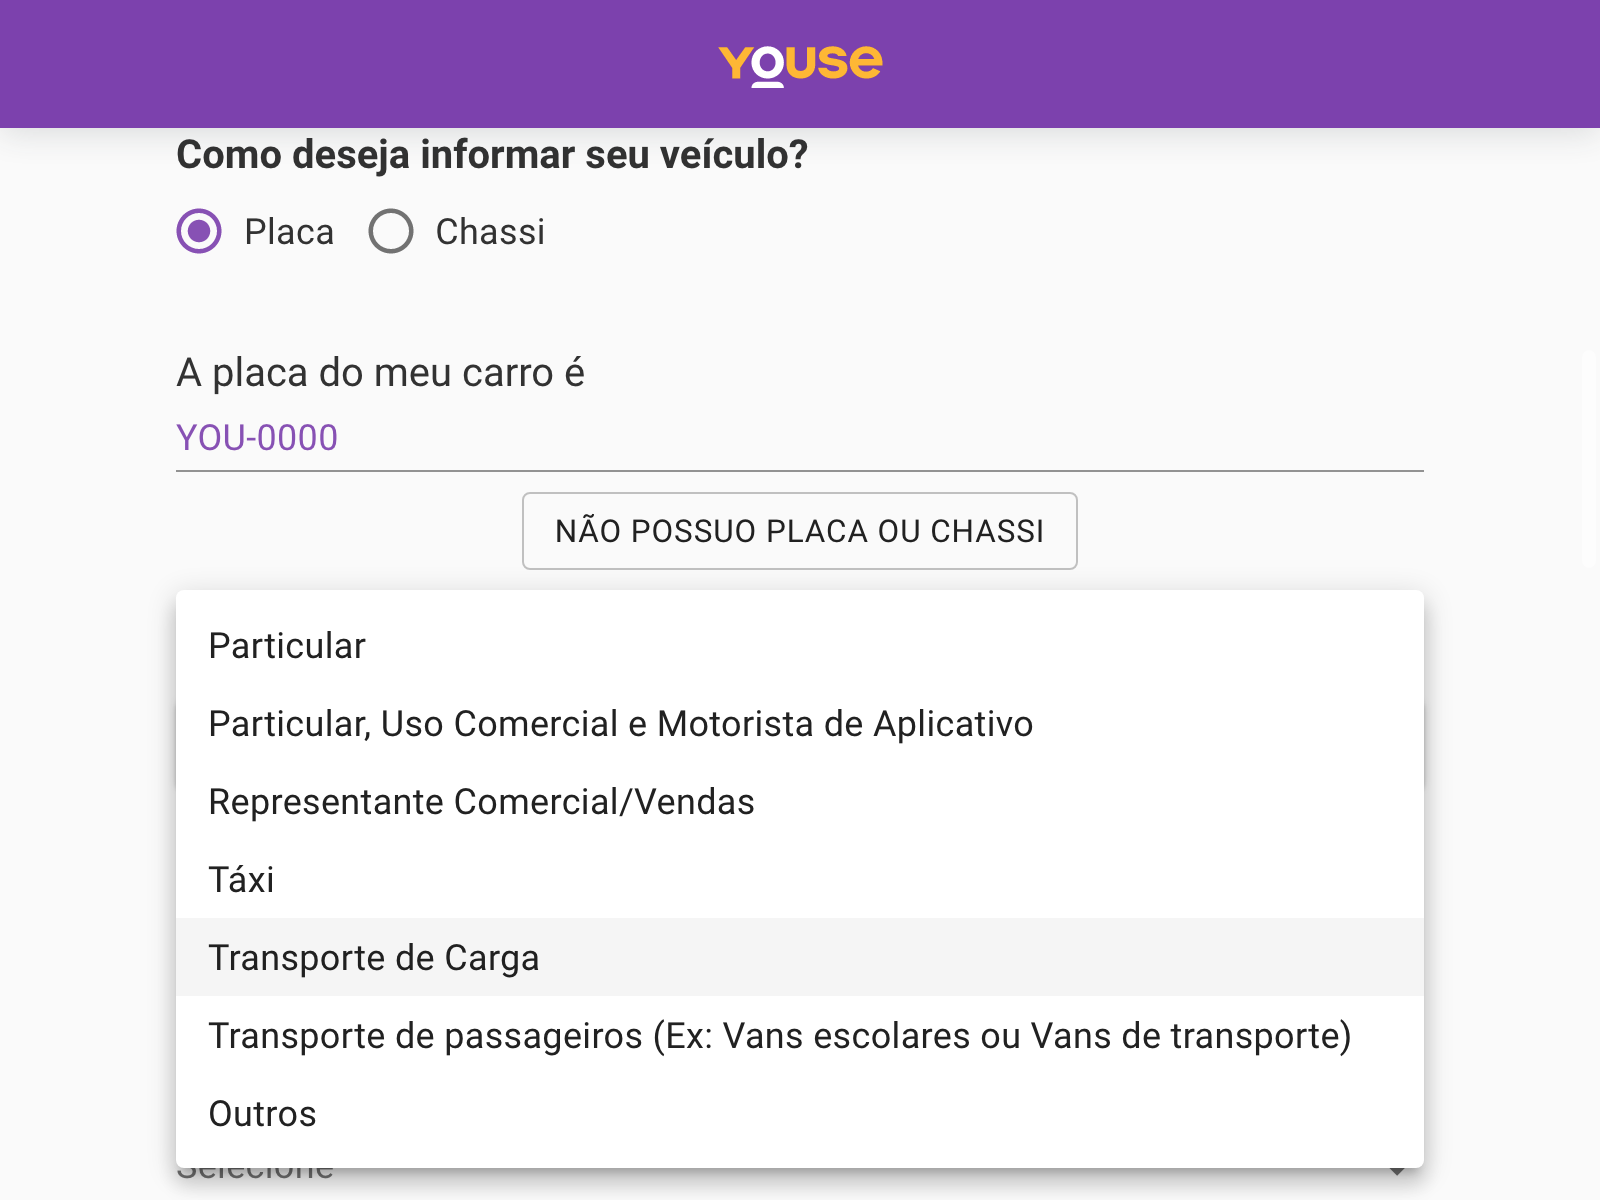 YOUSE
Como deseja informar seu veículo?
Placa Chassi
A placa do meu carro é
YOU-0000
NÃO POSSUO PLACA OU CHASSI
Particular
Particular, Uso Comercial e Motorista de Aplicativo
Representante Comercial/Vendas
Táxi
Transporte de Carga
Transporte de passageiros (Ex: Vans escolares ou Vans de transporte)
Outros
Selecione